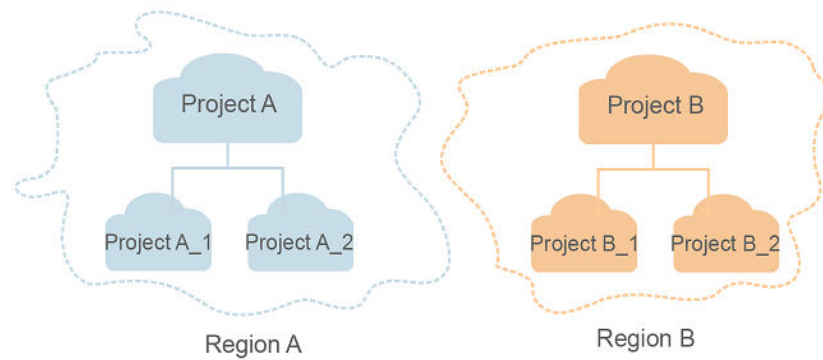 Project A
Project B
Project A_1
Project A_2
Project B_1
Project B_2
Region A
Region B